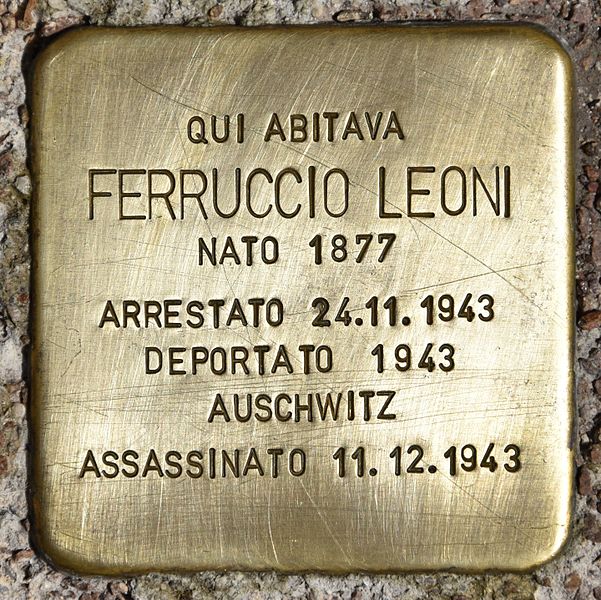 QUI ABITAVA
FERRUCCIO LEONI
NATO 1877
ARRESTATO 24.11.1943
DEPORTATO 1943
AUSCHWITZ
ASSASSINATO 11.12.1943